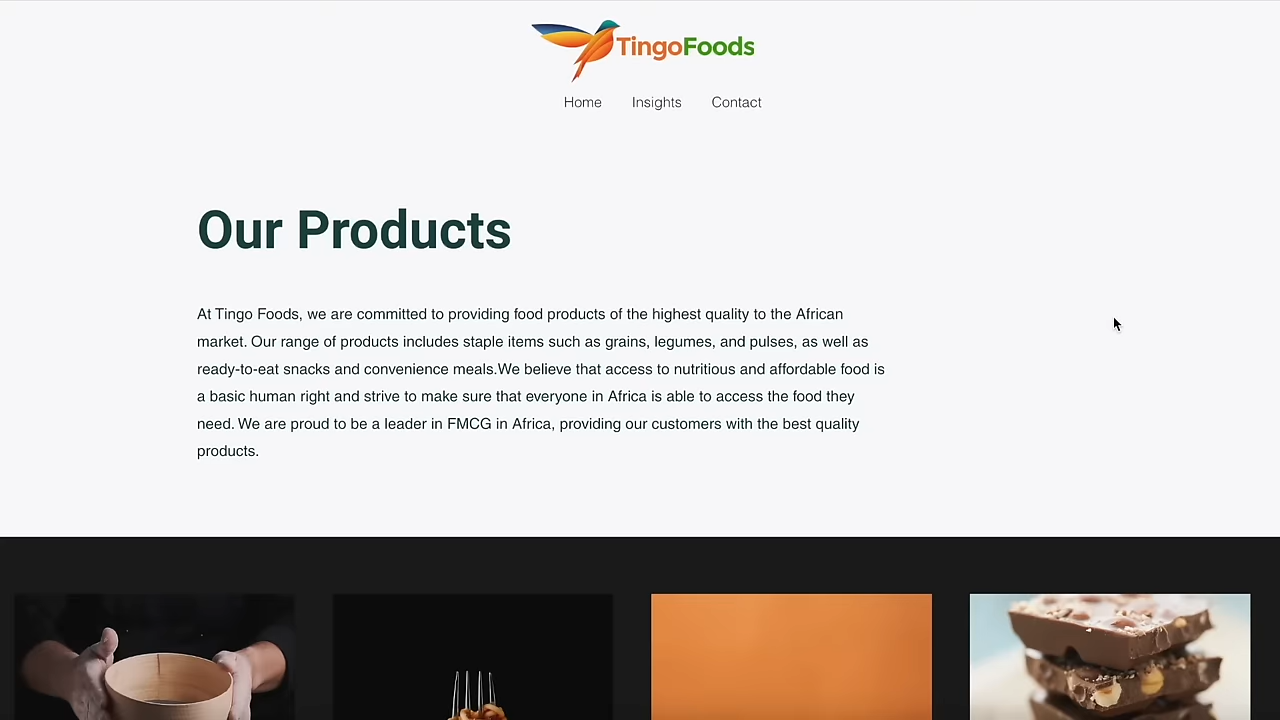 TingoFoods
Home Insights Contact
Our Products
At Tingo Foods, we are committed to providing food products of the highest quality to the African
market. Our range of products includes staple items such as grains, legumes, and pulses, as well as
ready-to-eat snacks and convenience meals.We believe that access to nutritious and affordable food is
a basic human right and strive to make sure that everyone in Africa is able to access the food they
need. We are proud to be a leader in FMCG in Africa, providing our customers with the best quality
products.